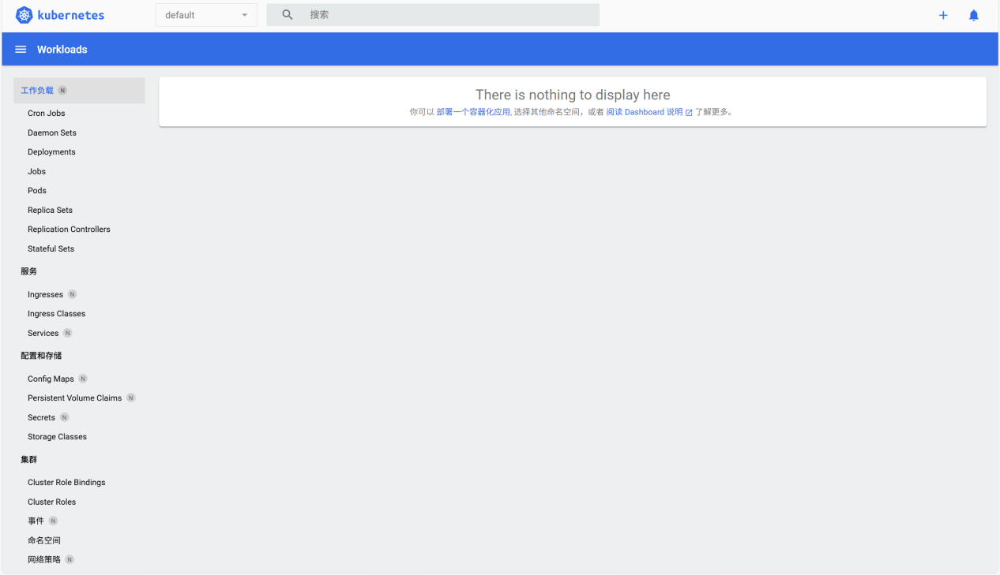 kubernetes
default
搜索
Workloads
工作负载 N
Cron Jobs
Daemon Sets
Deployments
Jobs
Pods
Replica Sets
Replication Controllers
Stateful Sets
服务
Ingresses N
Ingress Classes
Services N
配置和存储
Config Maps N
Persistent Volume Claims N
Secrets N
Storage Classes
集群
Cluster Role Bindings
Cluster Roles
事件 N
命名空间
网络策略 N
There is nothing to display here
你可以 部署一个容器化应用, 选择其他命名空间，或者 阅读 Dashboard 说明 了解更多。